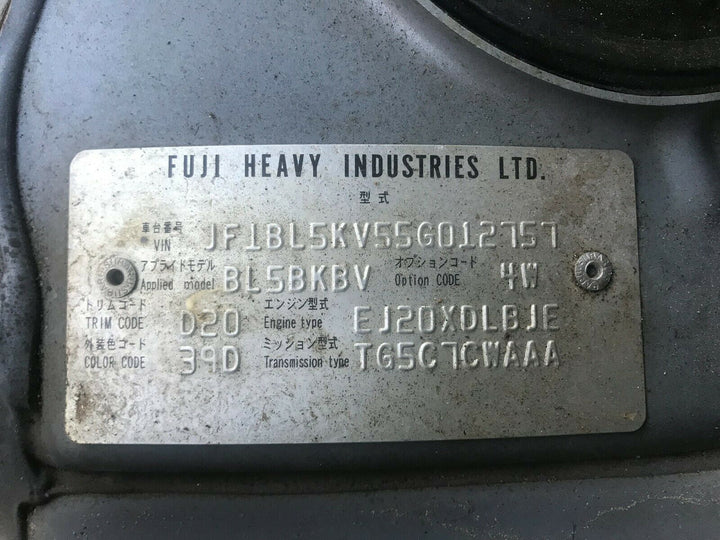 FUJI HEAVY INDUSTRIES LTD.
型式
車台番号
VIN JF1BL5KV55G012757
アプライドモデル オプションコード
Applied model BL5BKBV Option CODE 4W
トリムコード エンジン型式
TRIM CODE D20 Engine type EJ20XDLBJE
外装色コード ミッション型式
COLOR CODE 39D Transmission type TG5C7CWAAA